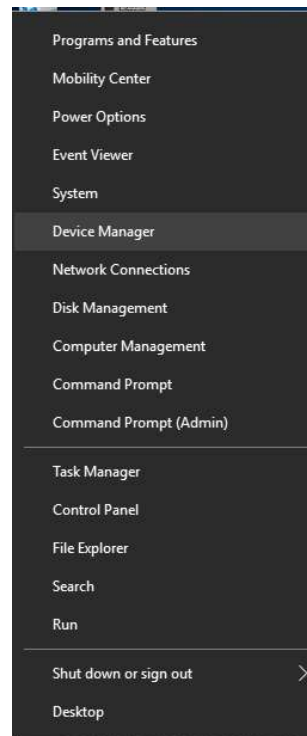 Programs and Features
Mobility Center
Power Options
Event Viewer
System
Device Manager
Network Connections
Disk Management
Computer Management
Command Prompt
Command Prompt (Admin)
Task Manager
Control Panel
File Explorer
Search
Run
Shut down or sign out
Desktop